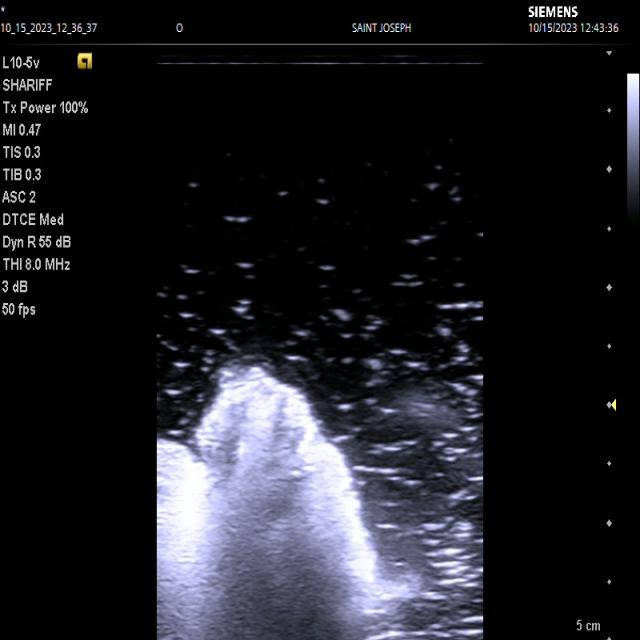 *
SIEMENS
10_15_2023_12_36_37 O SAINT JOSEPH 10/15/2023 12:43:36
L10-5v
SHARIFF
Tx Power 100%
MI 0.47
TIS 0.3
TIB 0.3
ASC 2
DTCE Med
Dyn R 55 dB
THI 8.0 MHz
3 dB
50 fps
5 cm